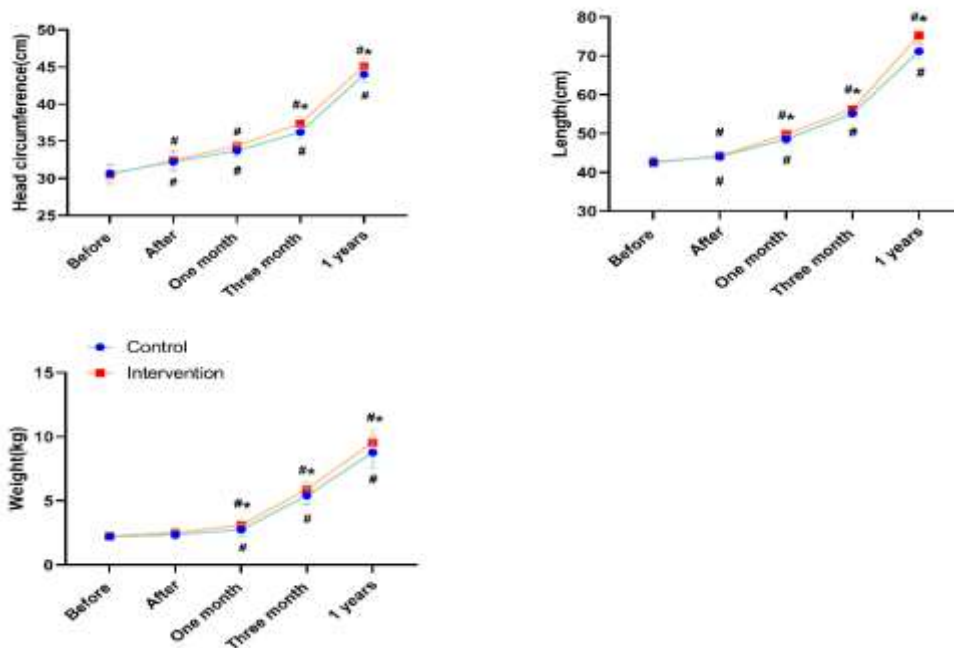 Head circumference(cm)
50
45
40
35
30
25
#
#
#
#
#*
#
#*
#
Before
After
One month
Three month
1 years
Length(cm)
80
70
60
50
40
30
#
#
#*
#
#*
#
#*
#
Before
After
One month
Three month
1 years
Control
Intervention
Weight(kg)
15
10
5
0
#*
#
#*
#
#*
#
Before
After
One month
Three month
1 years